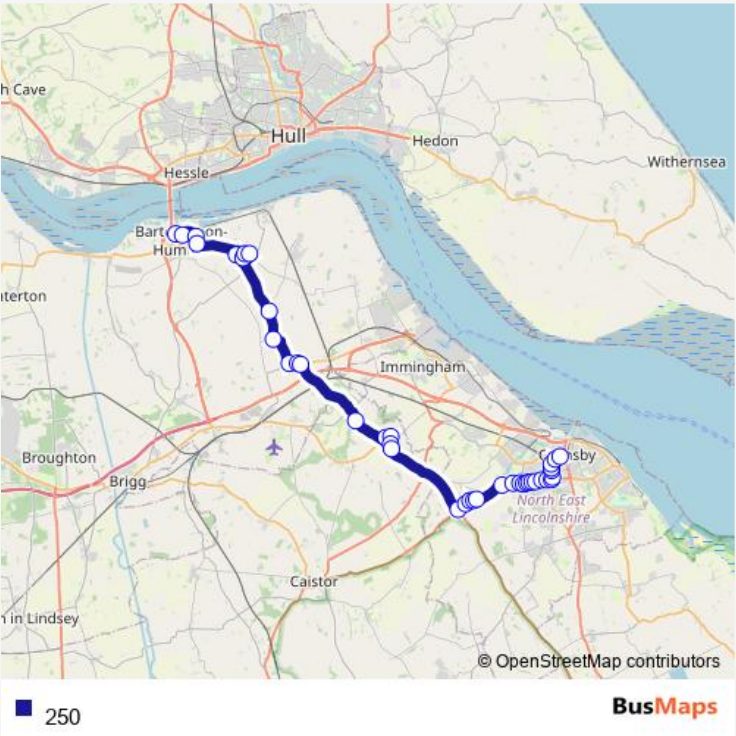 h Cave
Hull
Hedon
Withernsea
Hessle
Bart
on-
Hum
terton
Immingham
Broughton
Brigg
nsby
North East
Lincolnshire
Caistor
n in Lindsey
© OpenStreetMap contributors
250
BusMaps